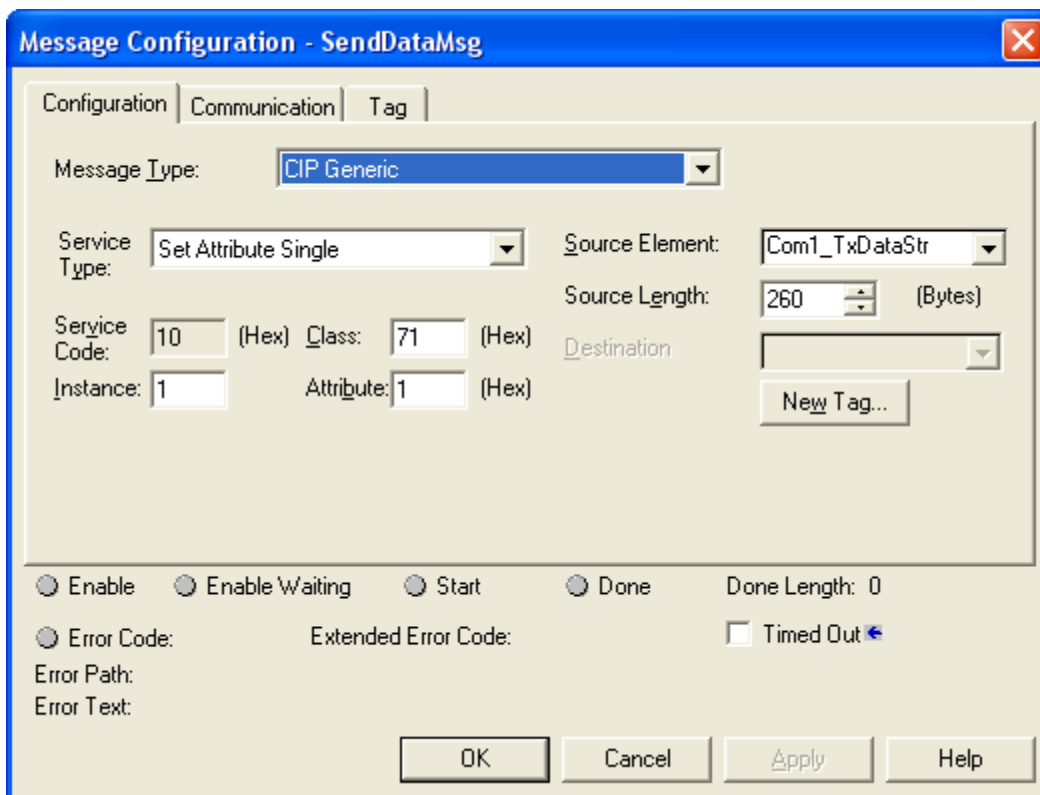 Message Configuration - SendDataMsg
Configuration Communication Tag
Message Type: CIP Generic
Service Type: Set Attribute Single
Source Element: Com1_TxDataStr
Source Length: 260 (Bytes)
Service Code: 10 (Hex) Class: 71 (Hex)
Destination
Instance: 1 Attribute: 1 (Hex)
New Tag...
Enable Enable Waiting Start Done Done Length: 0
Error Code: Extended Error Code: Timed Out
Error Path:
Error Text:
OK Cancel Apply Help